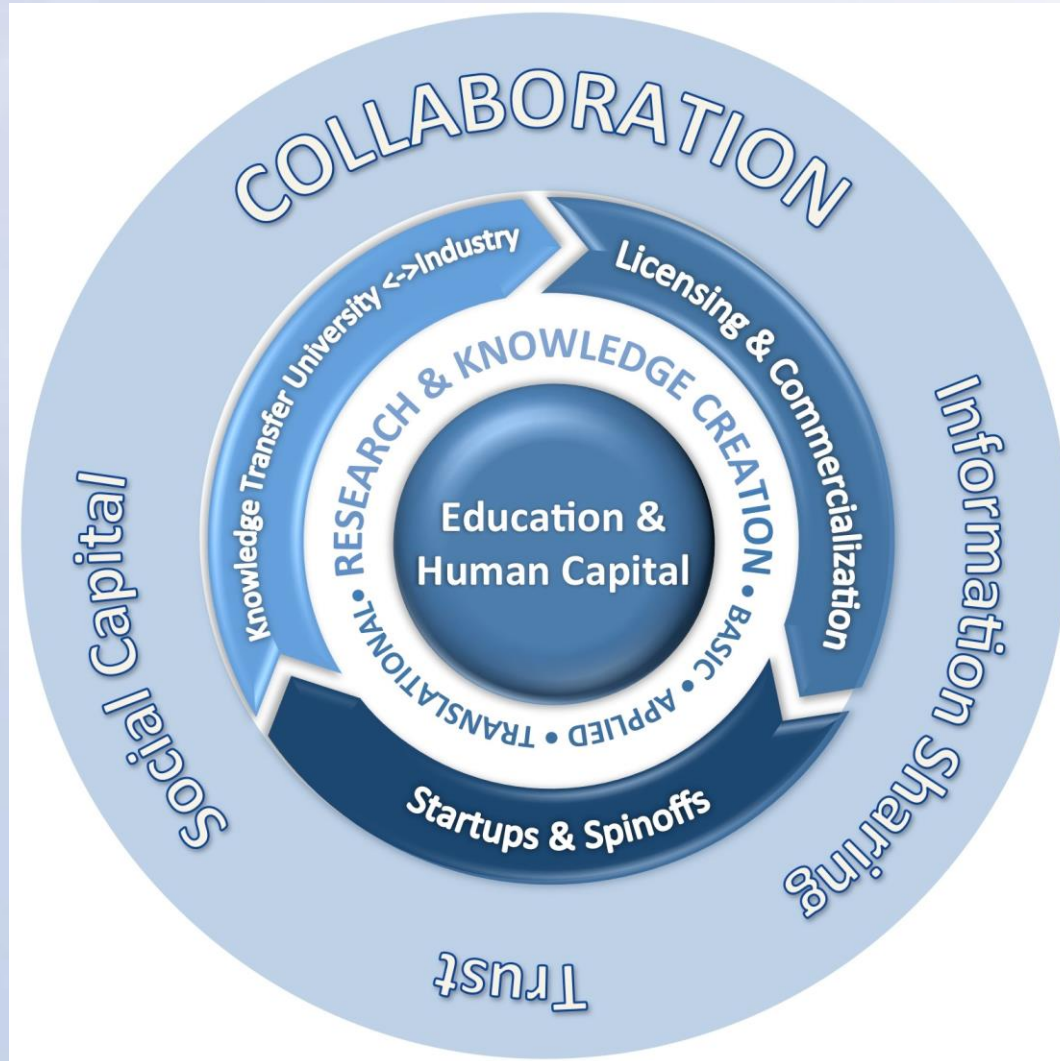 COLLABORATION
Information Sharing
Trust
Social Capital
Knowledge Transfer University <->Industry
Licensing & Commercialization
Startups & Spinoffs
RESEARCH & KNOWLEDGE CREATION • BASIC • APPLIED • TRANSLATIONAL •
Education &
Human Capital